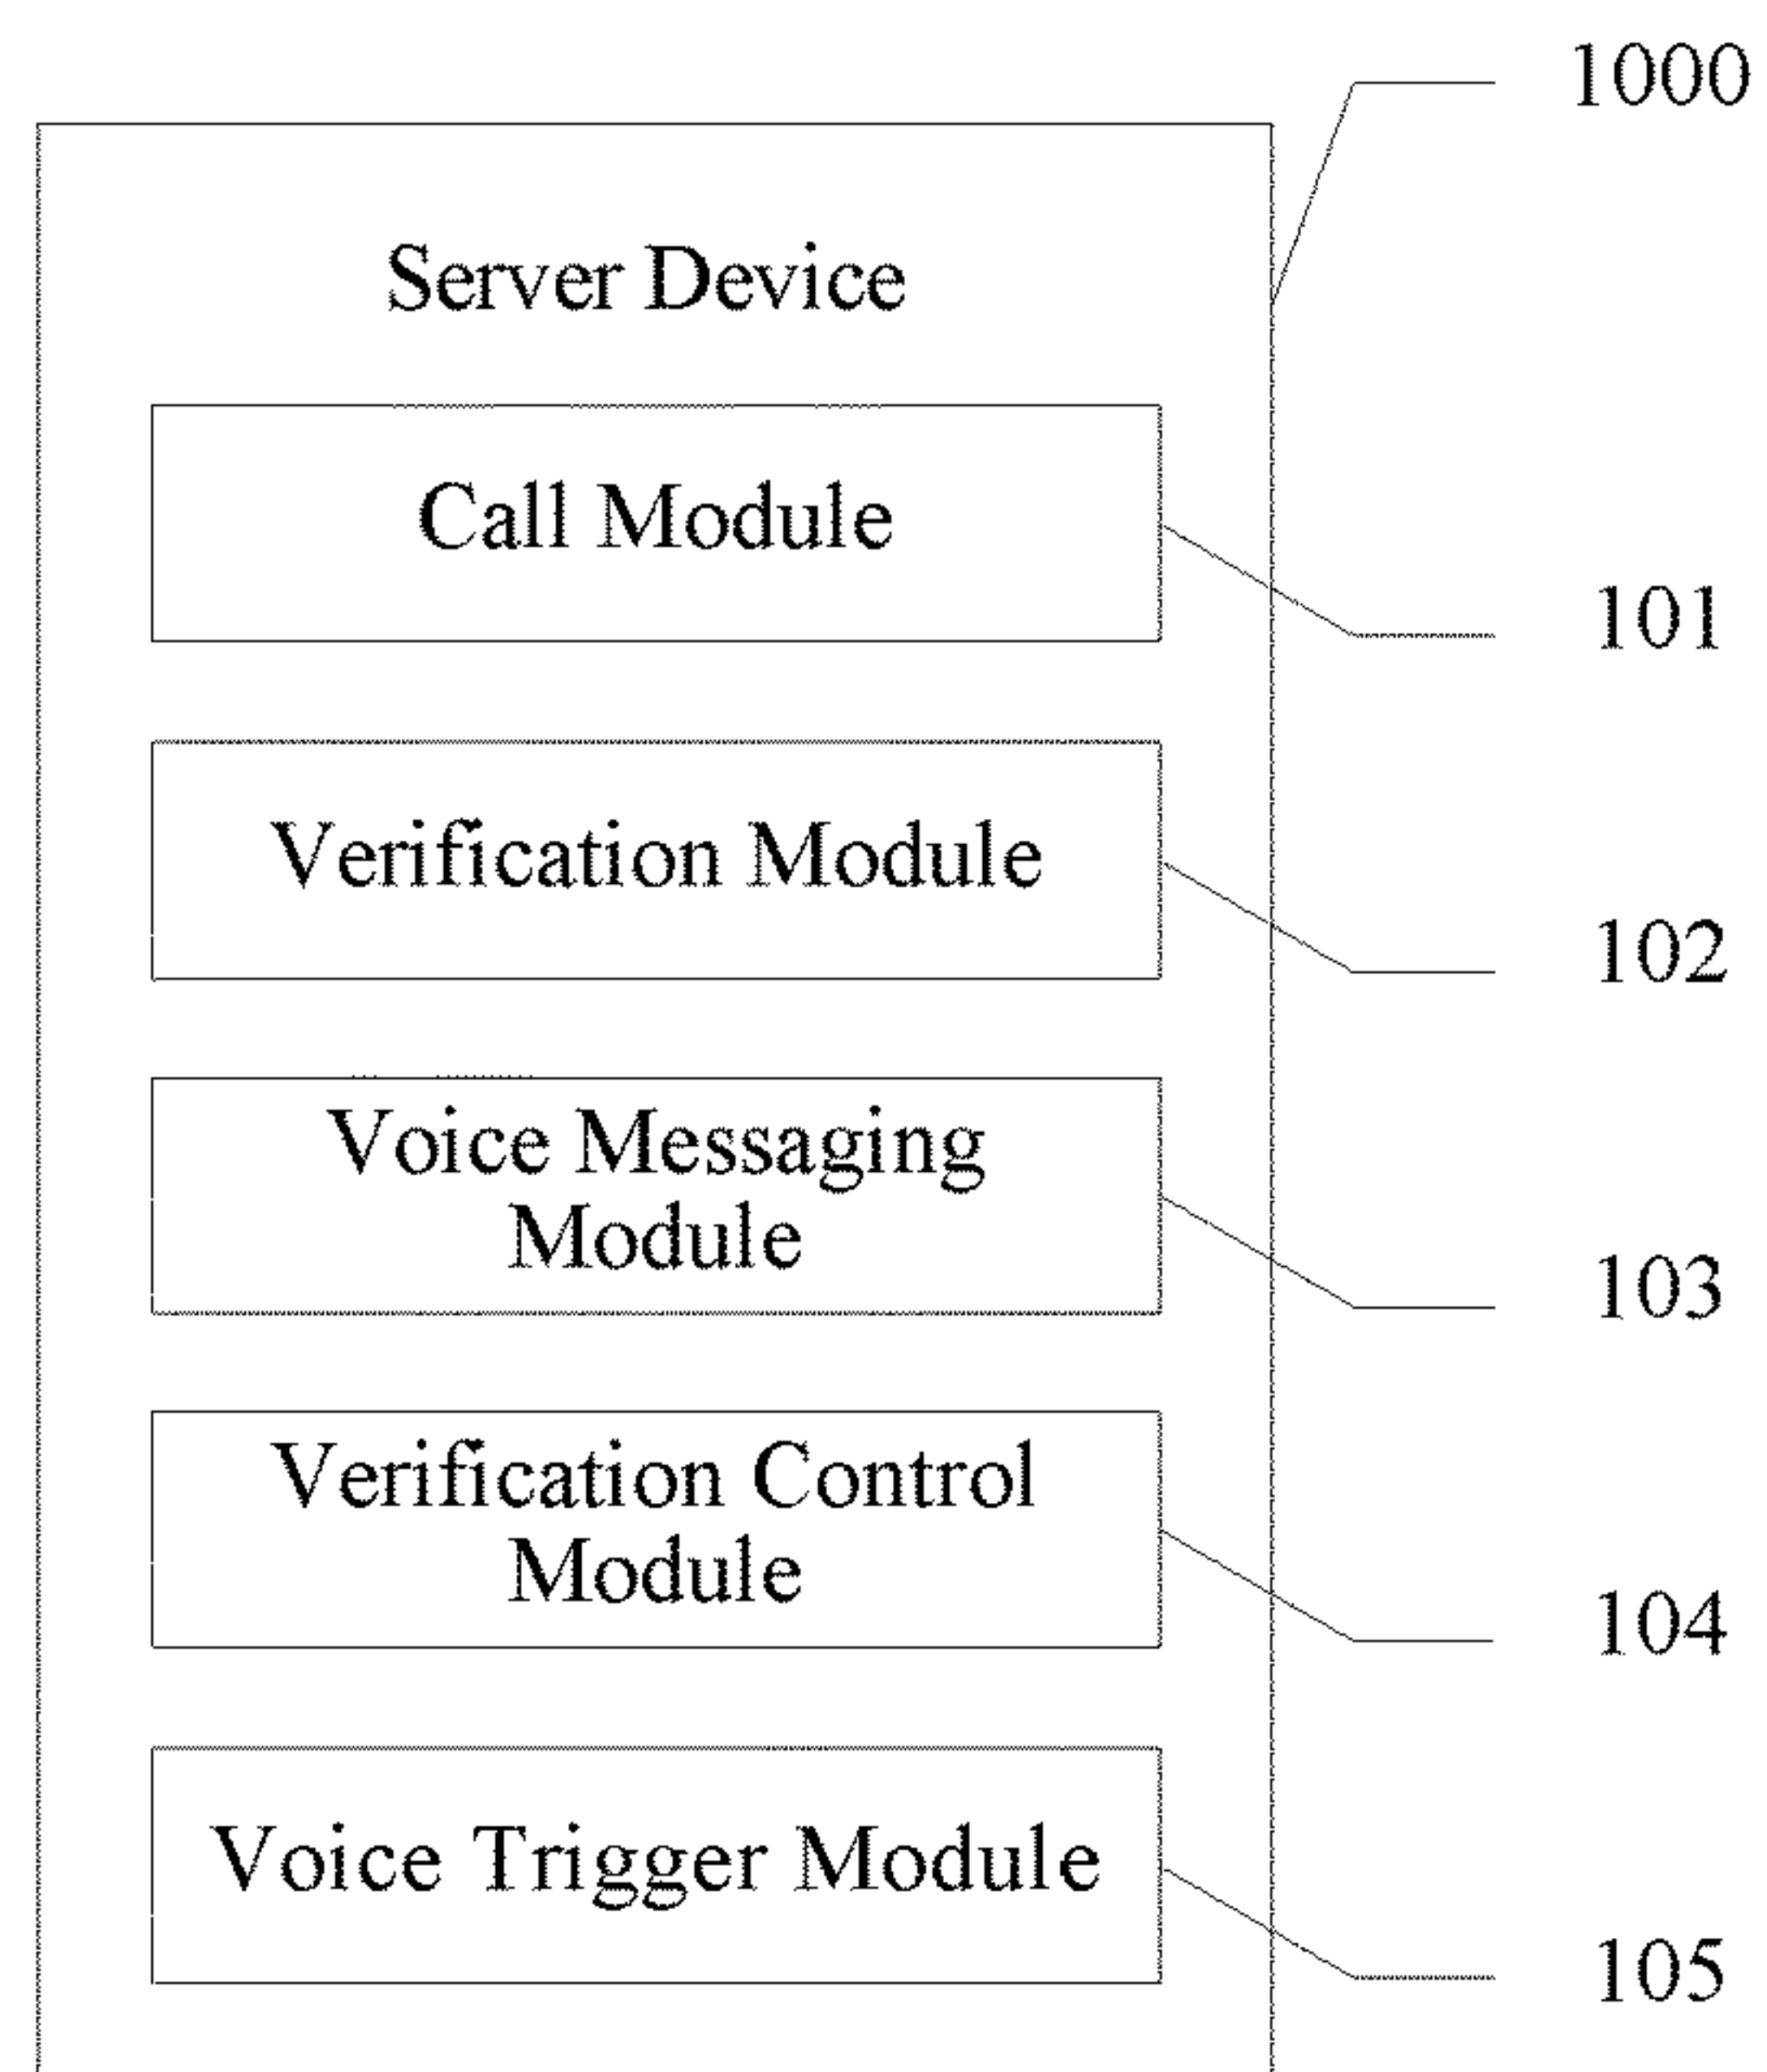 1000
Server Device
Call Module
101
Verification Module
102
Voice Messaging
Module
103
Verification Control
Module
104
Voice Trigger Module
105